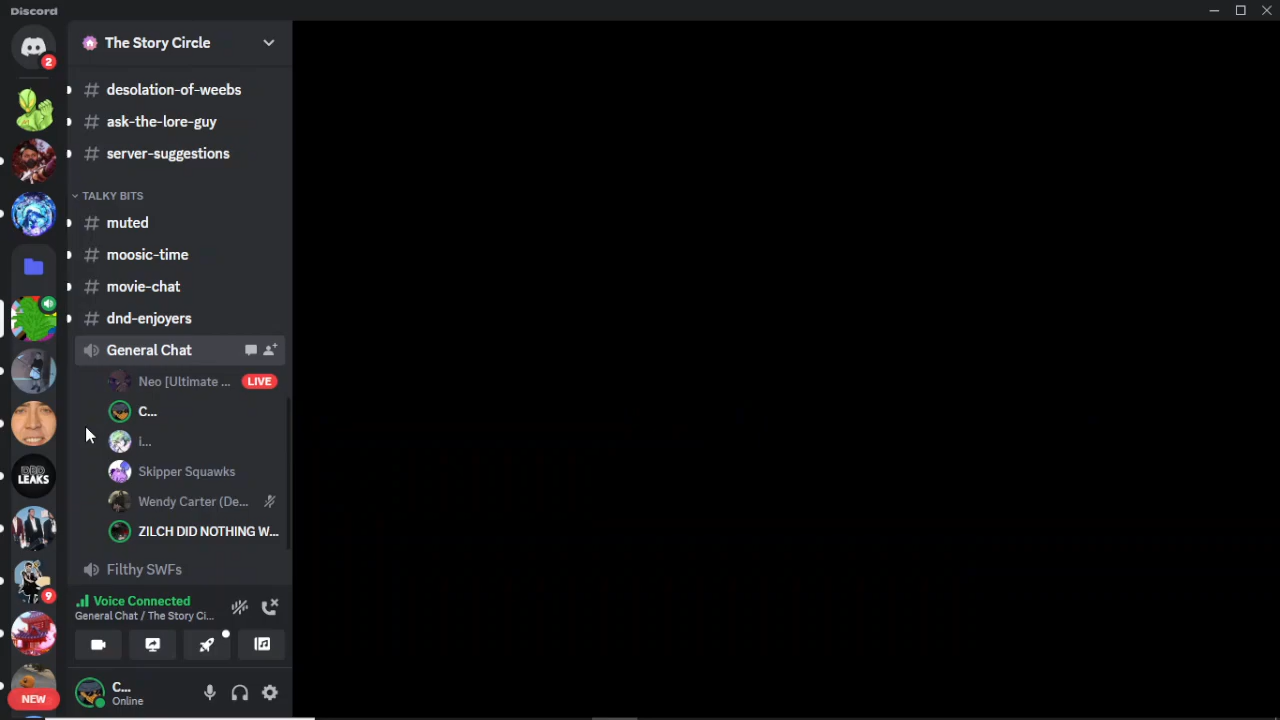 Discord
The Story Circle
2
desolation-of-weebs
ask-the-lore-guy
server-suggestions
TALKY BITS
muted
moosic-time
movie-chat
dnd-enjoyers
General Chat
Neo [Ultimate ... LIVE
C...
i...
DBD
LEAKS
Skipper Squawks
Wendy Carter (De...
ZILCH DID NOTHING W...
Filthy SWFs
9
Voice Connected
General Chat / The Story Ci...
C...
Online
NEW